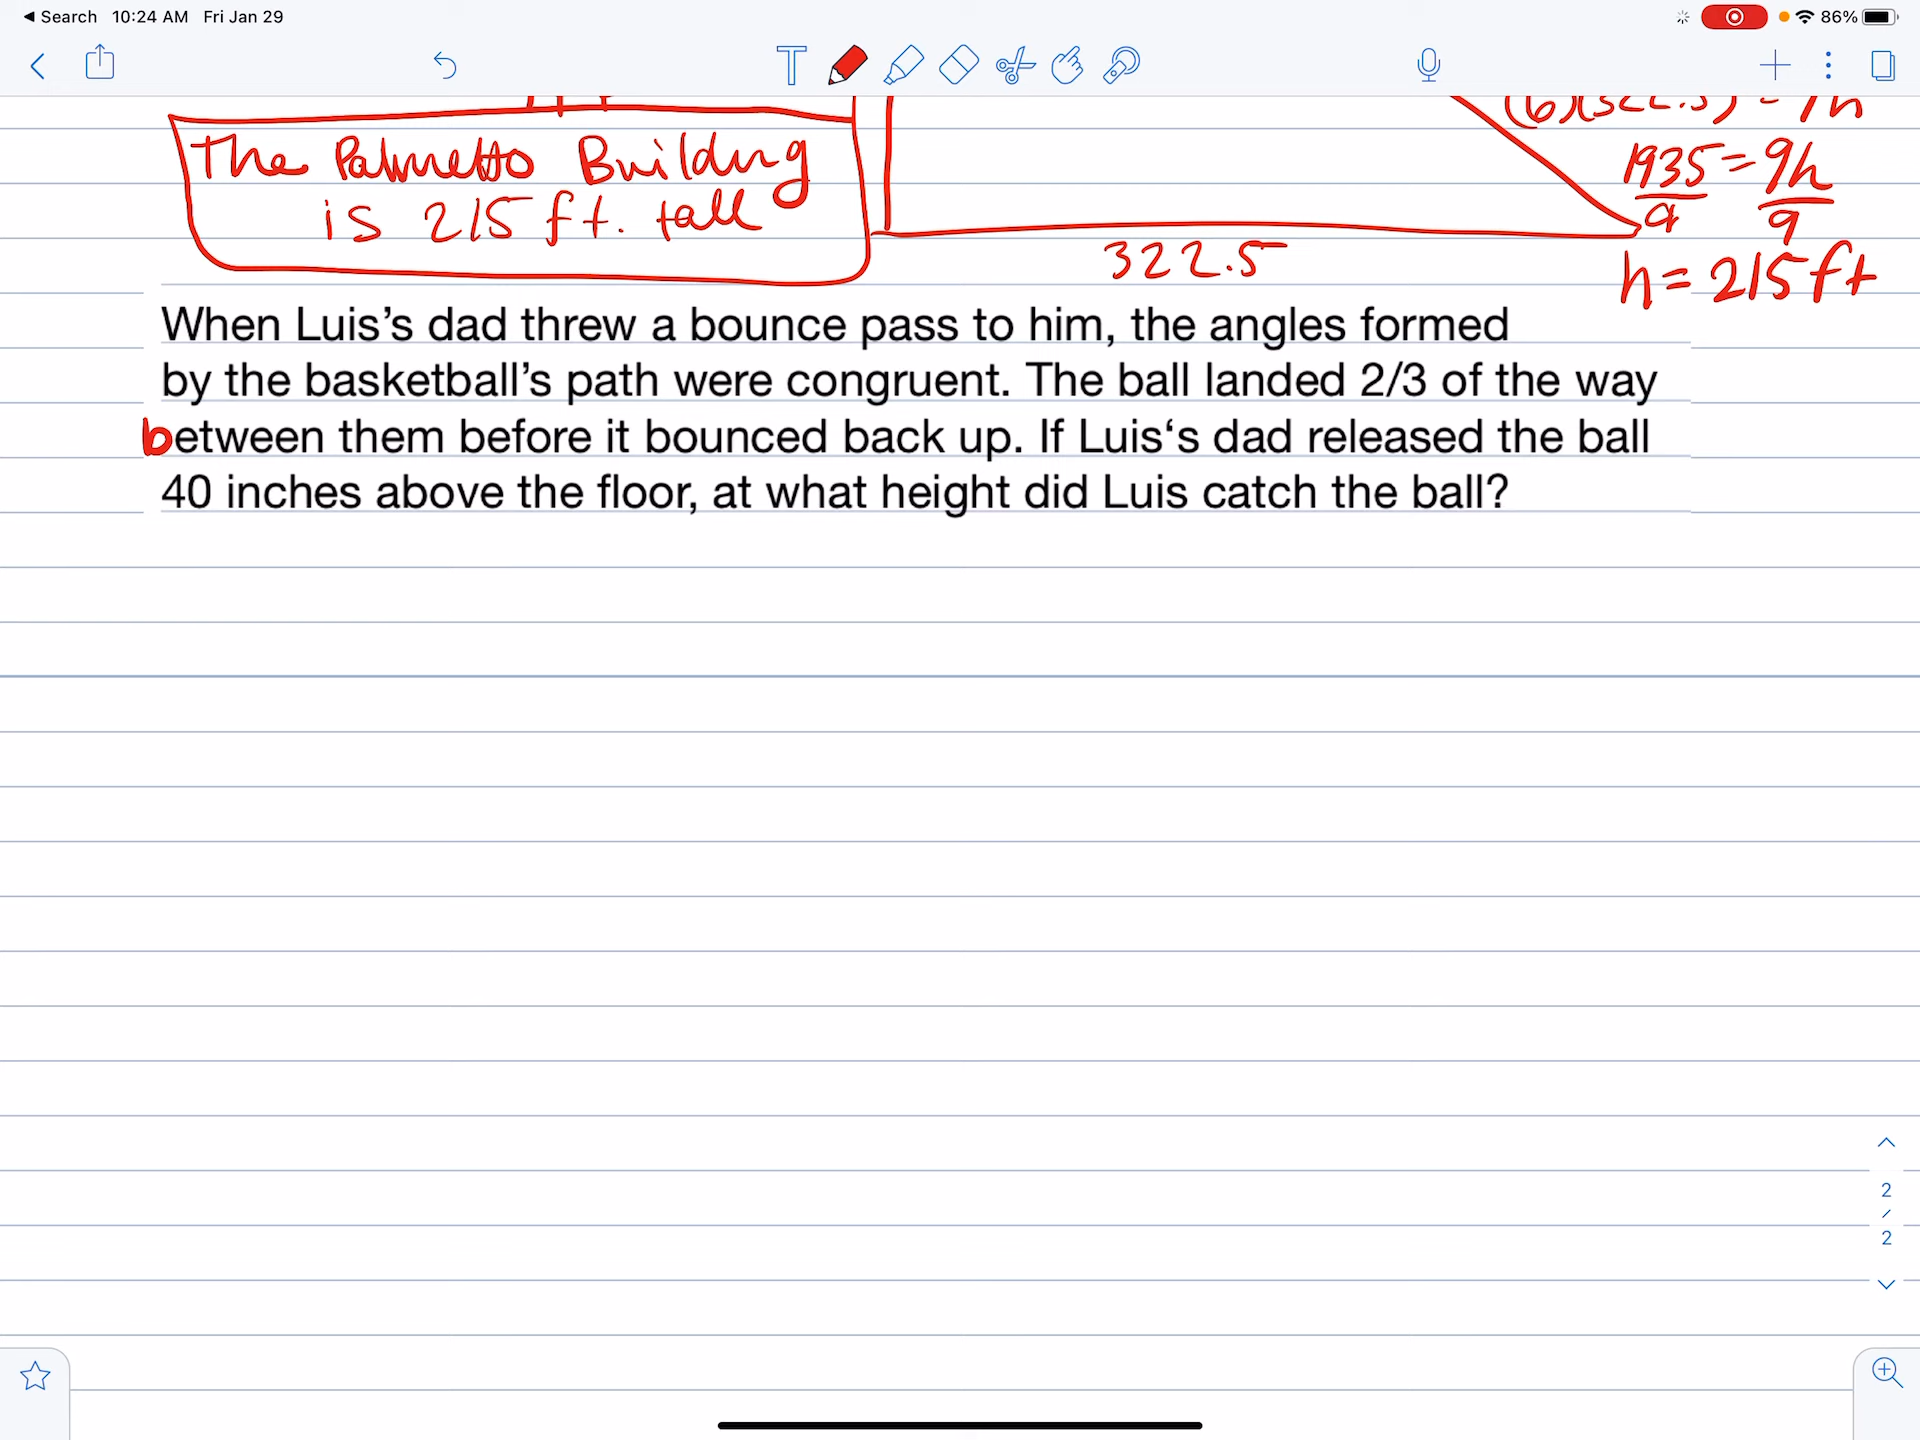 ◀ Search 10:24 AM Fri Jan 29
86%
(6)(322.5) = 9h
The Palmetto Building
is 215 ft. tall
322.5
1935 = 9h
9 9
h = 215 ft
When Luis’s dad threw a bounce pass to him, the angles formed
by the basketball’s path were congruent. The ball landed 2/3 of the way
between them before it bounced back up. If Luis‘s dad released the ball
40 inches above the floor, at what height did Luis catch the ball?
2
/
2